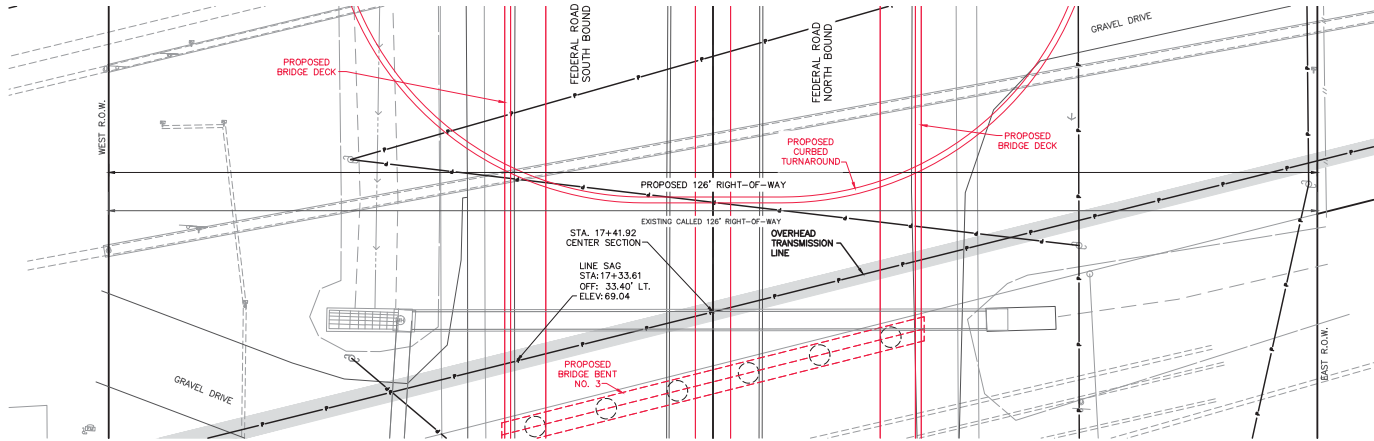 GRAVEL DRIVE
FEDERAL ROAD
SOUTH BOUND
FEDERAL ROAD
NORTH BOUND
PROPOSED
BRIDGE DECK
WEST R.O.W.
PROPOSED
CURBED
TURNAROUND
PROPOSED
BRIDGE DECK
PROPOSED 126' RIGHT-OF-WAY
EXISTING CALLED 126' RIGHT-OF-WAY
STA. 17+41.92
CENTER SECTION
OVERHEAD
TRANSMISSION
LINE
LINE SAG
STA: 17+33.61
OFF: 33.40' LT.
ELEV: 69.04
PROPOSED
BRIDGE BENT
NO. 3
GRAVEL DRIVE
EAST R.O.W.